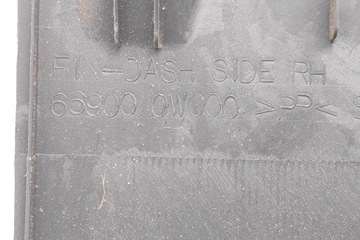 FIN-DASH SIDE RH
66900 0W000 >PP<